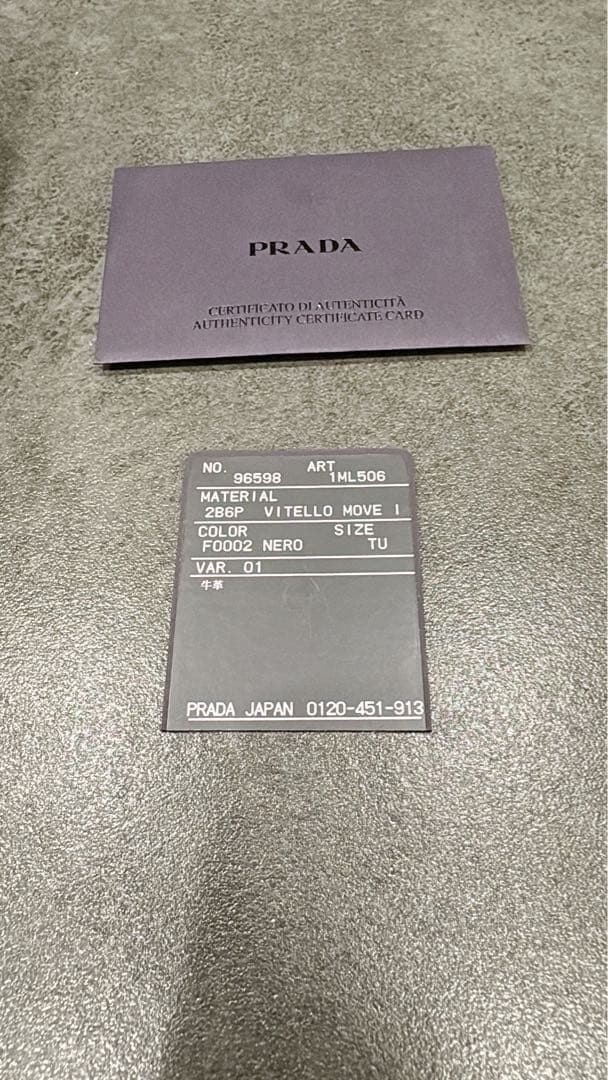 PRADA
CERTIFICATO DI AUTENTICITÀ
AUTHENTICITY CERTIFICATE CARD
NO. ART
96598 1ML506
MATERIAL
2B6P VITELLO MOVE I
COLOR SIZE
F0002 NERO TU
VAR. 01
牛革
PRADA JAPAN 0120-451-913